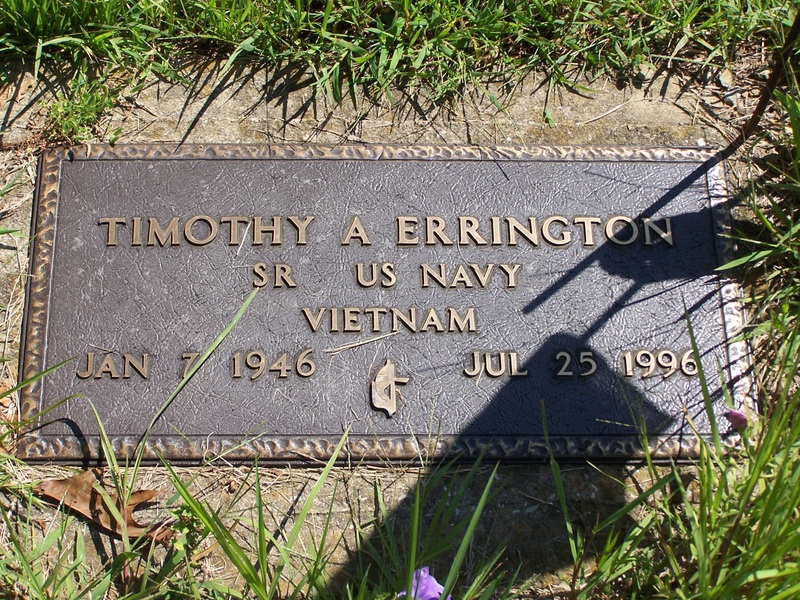 TIMOTHY A ERRINGTON
SR US NAVY
VIETNAM
JAN 7 1946 JUL 25 1996